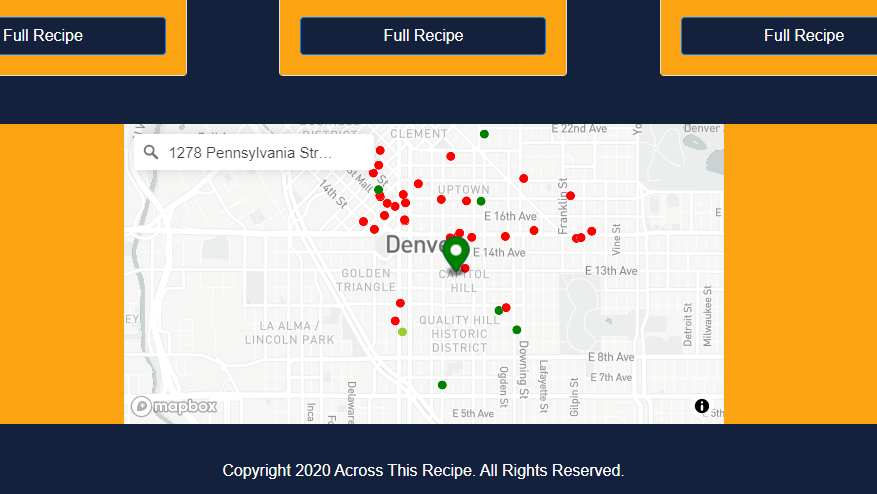 Full Recipe
Full Recipe
Full Recipe
E 22nd Ave
Denver
CLEMENT
DISTRICT
1278 Pennsylvania Str…
St Mall
14th St
UPTOWN
Franklin St
E 16th Ave
Vine St
Denver
E 14th Ave
GOLDEN
TRIANGLE
CAPITOL
HILL
E 13th Ave
LA ALMA /
LINCOLN PARK
QUALITY HILL
HISTORIC
DISTRICT
Detroit St
Milwaukee St
E 8th Ave
E 7th Ave
Downing St
Ogden St
Lafayette St
Gilpin St
Delaware
Inca
E 5th Ave
mapbox
Copyright 2020 Across This Recipe. All Rights Reserved.